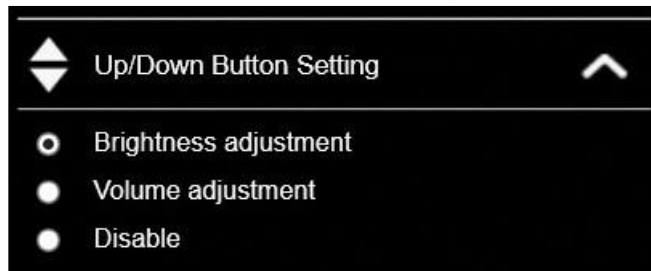 Up/Down Button Setting
Brightness adjustment
Volume adjustment
Disable